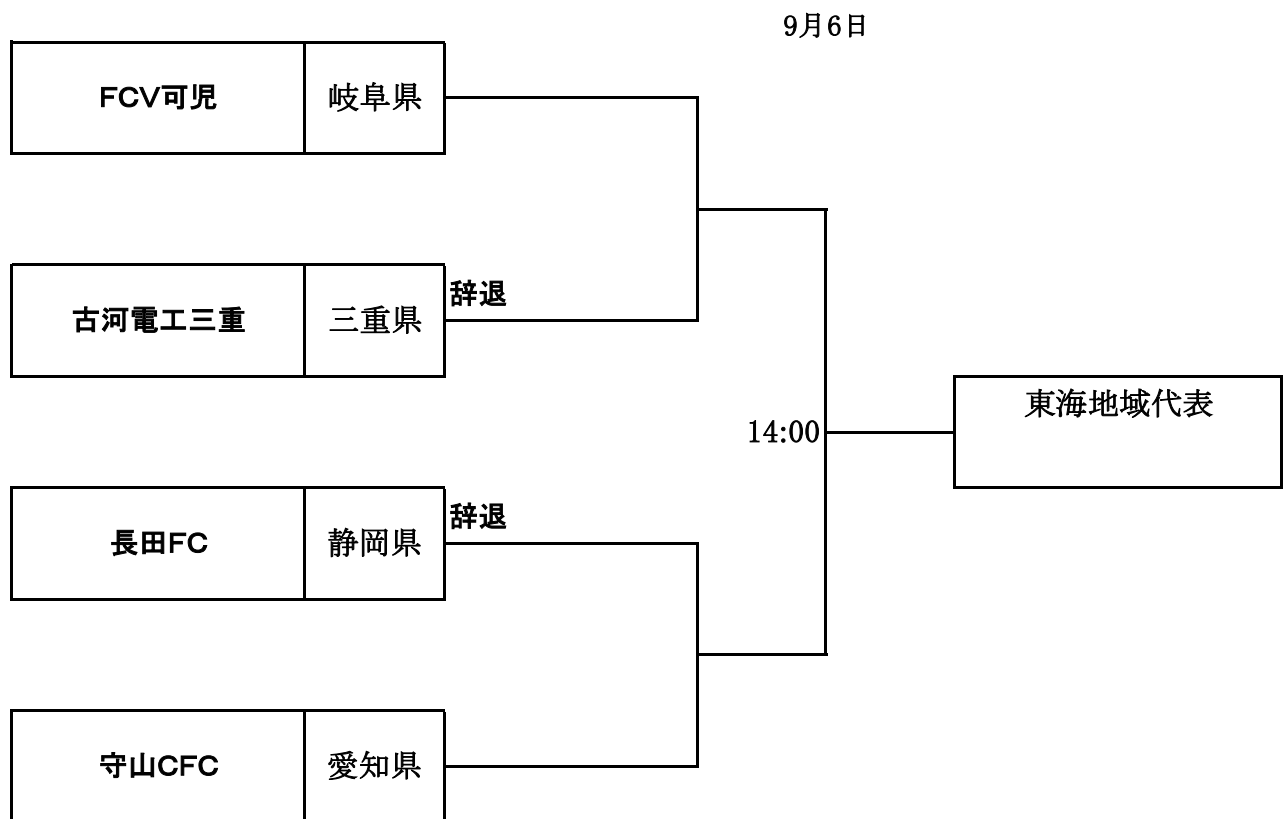 9月6日
FCV可児
岐阜県
古河電工三重
三重県
辞退
東海地域代表
14:00
長田FC
静岡県
辞退
守山CFC
愛知県